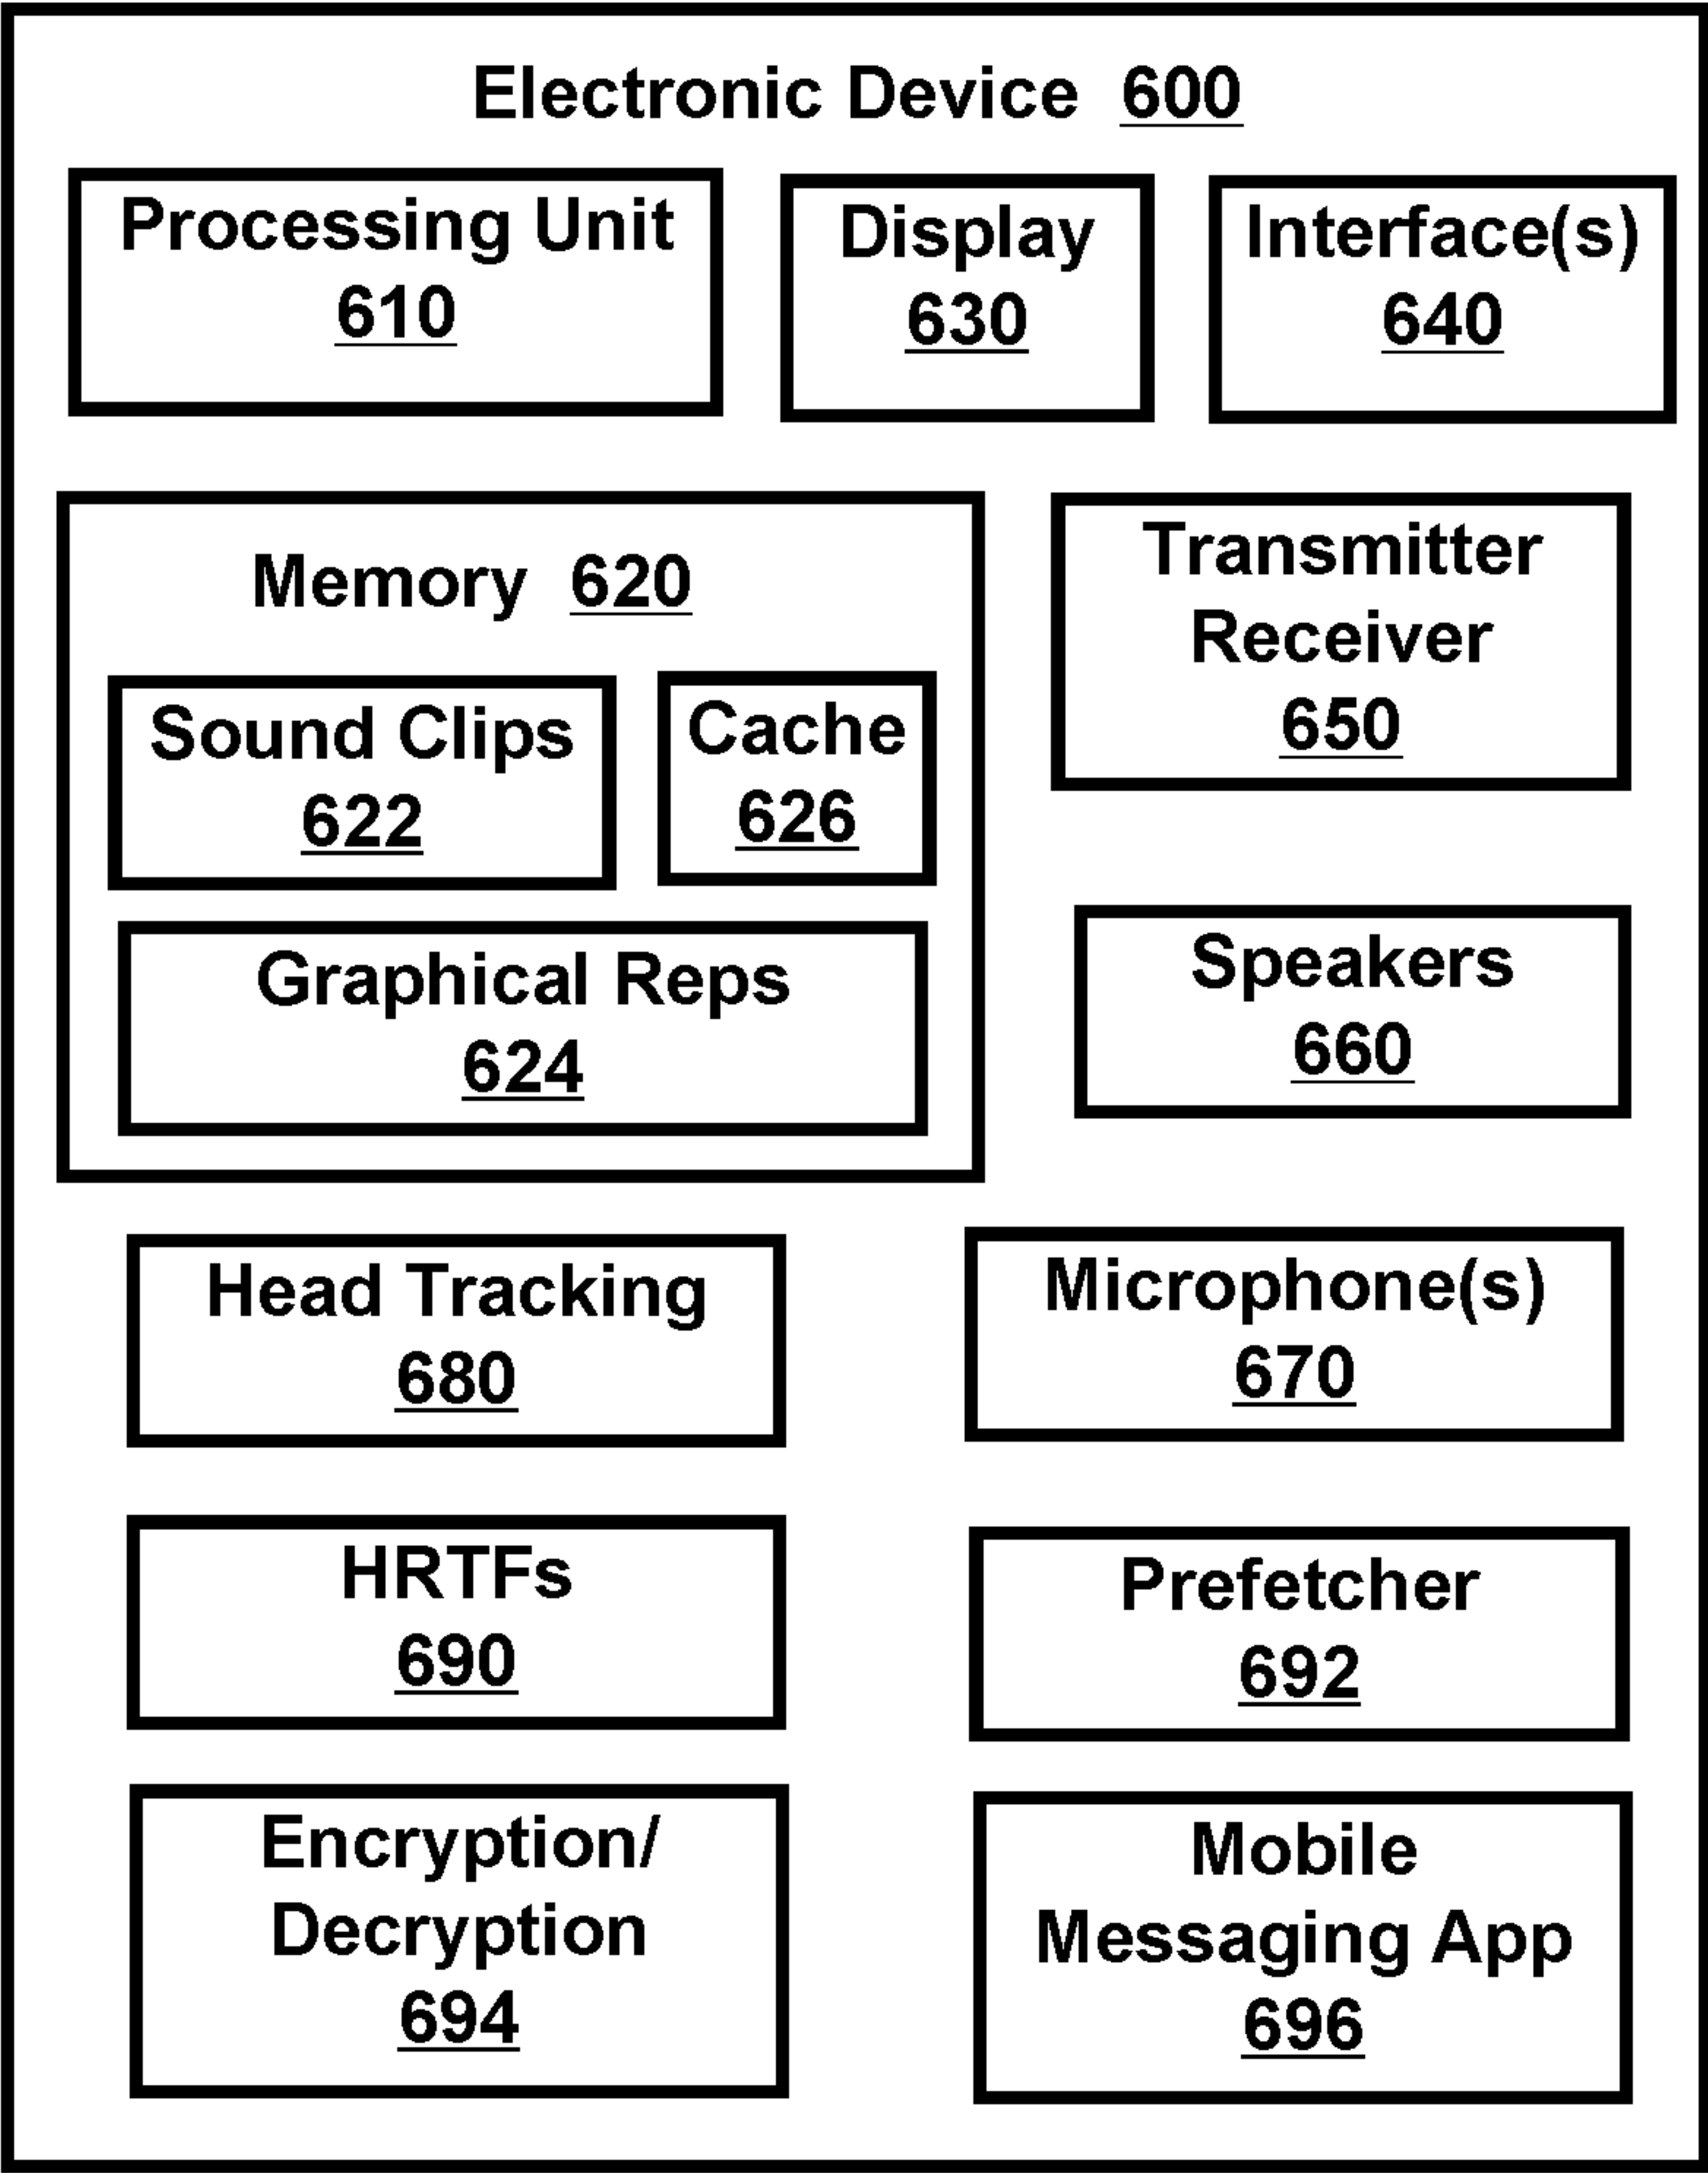 Electronic Device 600
Processing Unit
610
Display
630
Interface(s)
640
Memory 620
Sound Clips
622
Cache
626
Graphical Reps
624
Transmitter
Receiver
650
Speakers
660
Head Tracking
680
Microphone(s)
670
HRTFs
690
Prefetcher
692
Encryption/
Decryption
694
Mobile
Messaging App
696